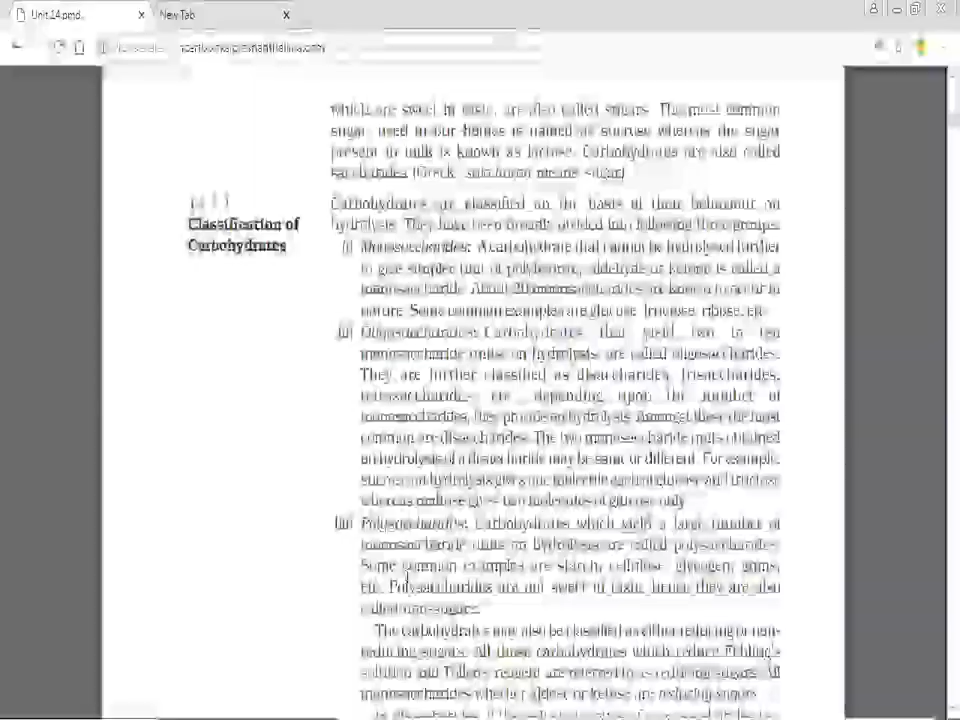 Unit 14.pmd
New Tab
which are sweet in taste, are also called sugars. The most common
sugar, used in our homes is named as sucrose whereas the sugar
present in milk is known as lactose. Carbohydrates are also called
saccharides (Greek: sakcharon means sugar).
Classification of
Carbohydrates
Carbohydrates are classified on the basis of their behaviour on
hydrolysis. They have been broadly divided into following three groups.
(i) Monosaccharides: A carbohydrate that cannot be hydrolysed further
to give simpler unit of polyhydroxy aldehyde or ketone is called a
monosaccharide. About 20 monosaccharides are known to occur in
nature. Some common examples are glucose, fructose, ribose, etc.
(ii) Oligosaccharides: Carbohydrates that yield two to ten
monosaccharide units, on hydrolysis, are called oligosaccharides.
They are further classified as disaccharides, trisaccharides,
tetrasaccharides, etc., depending upon the number of
monosaccharides, they provide on hydrolysis. Amongst these the most
common are disaccharides. The two monosaccharide units obtained
on hydrolysis of a disaccharide may be same or different. For example,
sucrose on hydrolysis gives one molecule each of glucose and fructose
whereas maltose gives two molecules of glucose only.
(iii) Polysaccharides: Carbohydrates which yield a large number of
monosaccharide units on hydrolysis are called polysaccharides.
Some common examples are starch, cellulose, glycogen, gums,
etc. Polysaccharides are not sweet in taste, hence they are also
called non-sugars.
The carbohydrates may also be classified as either reducing or non-
reducing sugars. All those carbohydrates which reduce Fehling's
solution and Tollens' reagent are referred to as reducing sugars. All
monosaccharides whether aldose or ketose are reducing sugars.